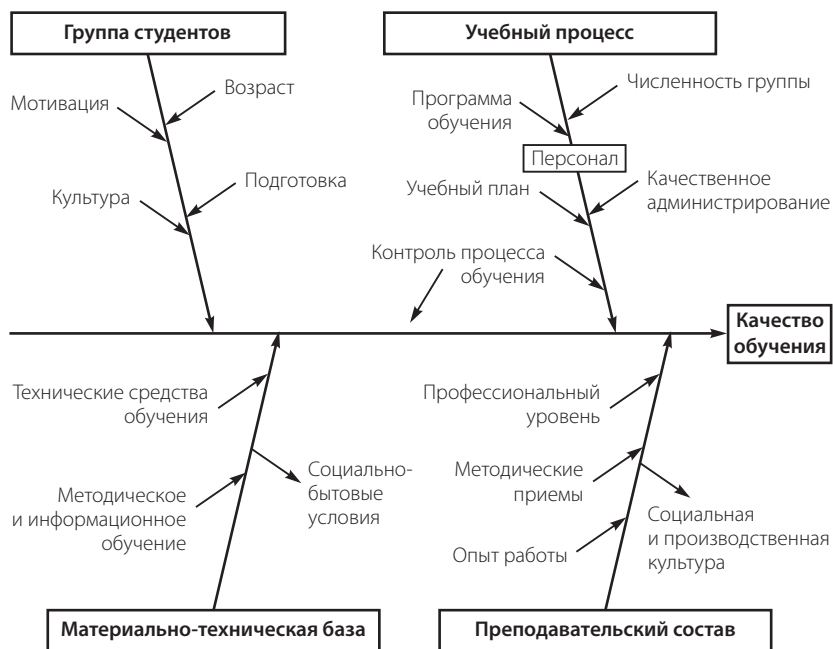 Группа студентов
Учебный процесс
Мотивация
Возраст
Культура
Подготовка
Программа
обучения
Численность группы
Персонал
Учебный план
Качественное
администрирование
Контроль процесса
обучения
Качество
обучения
Технические средства
обучения
Методическое
и информационное
обучение
Социально-
бытовые
условия
Профессиональный
уровень
Методические
приемы
Опыт работы
Социальная
и производственная
культура
Материально-техническая база
Преподавательский состав